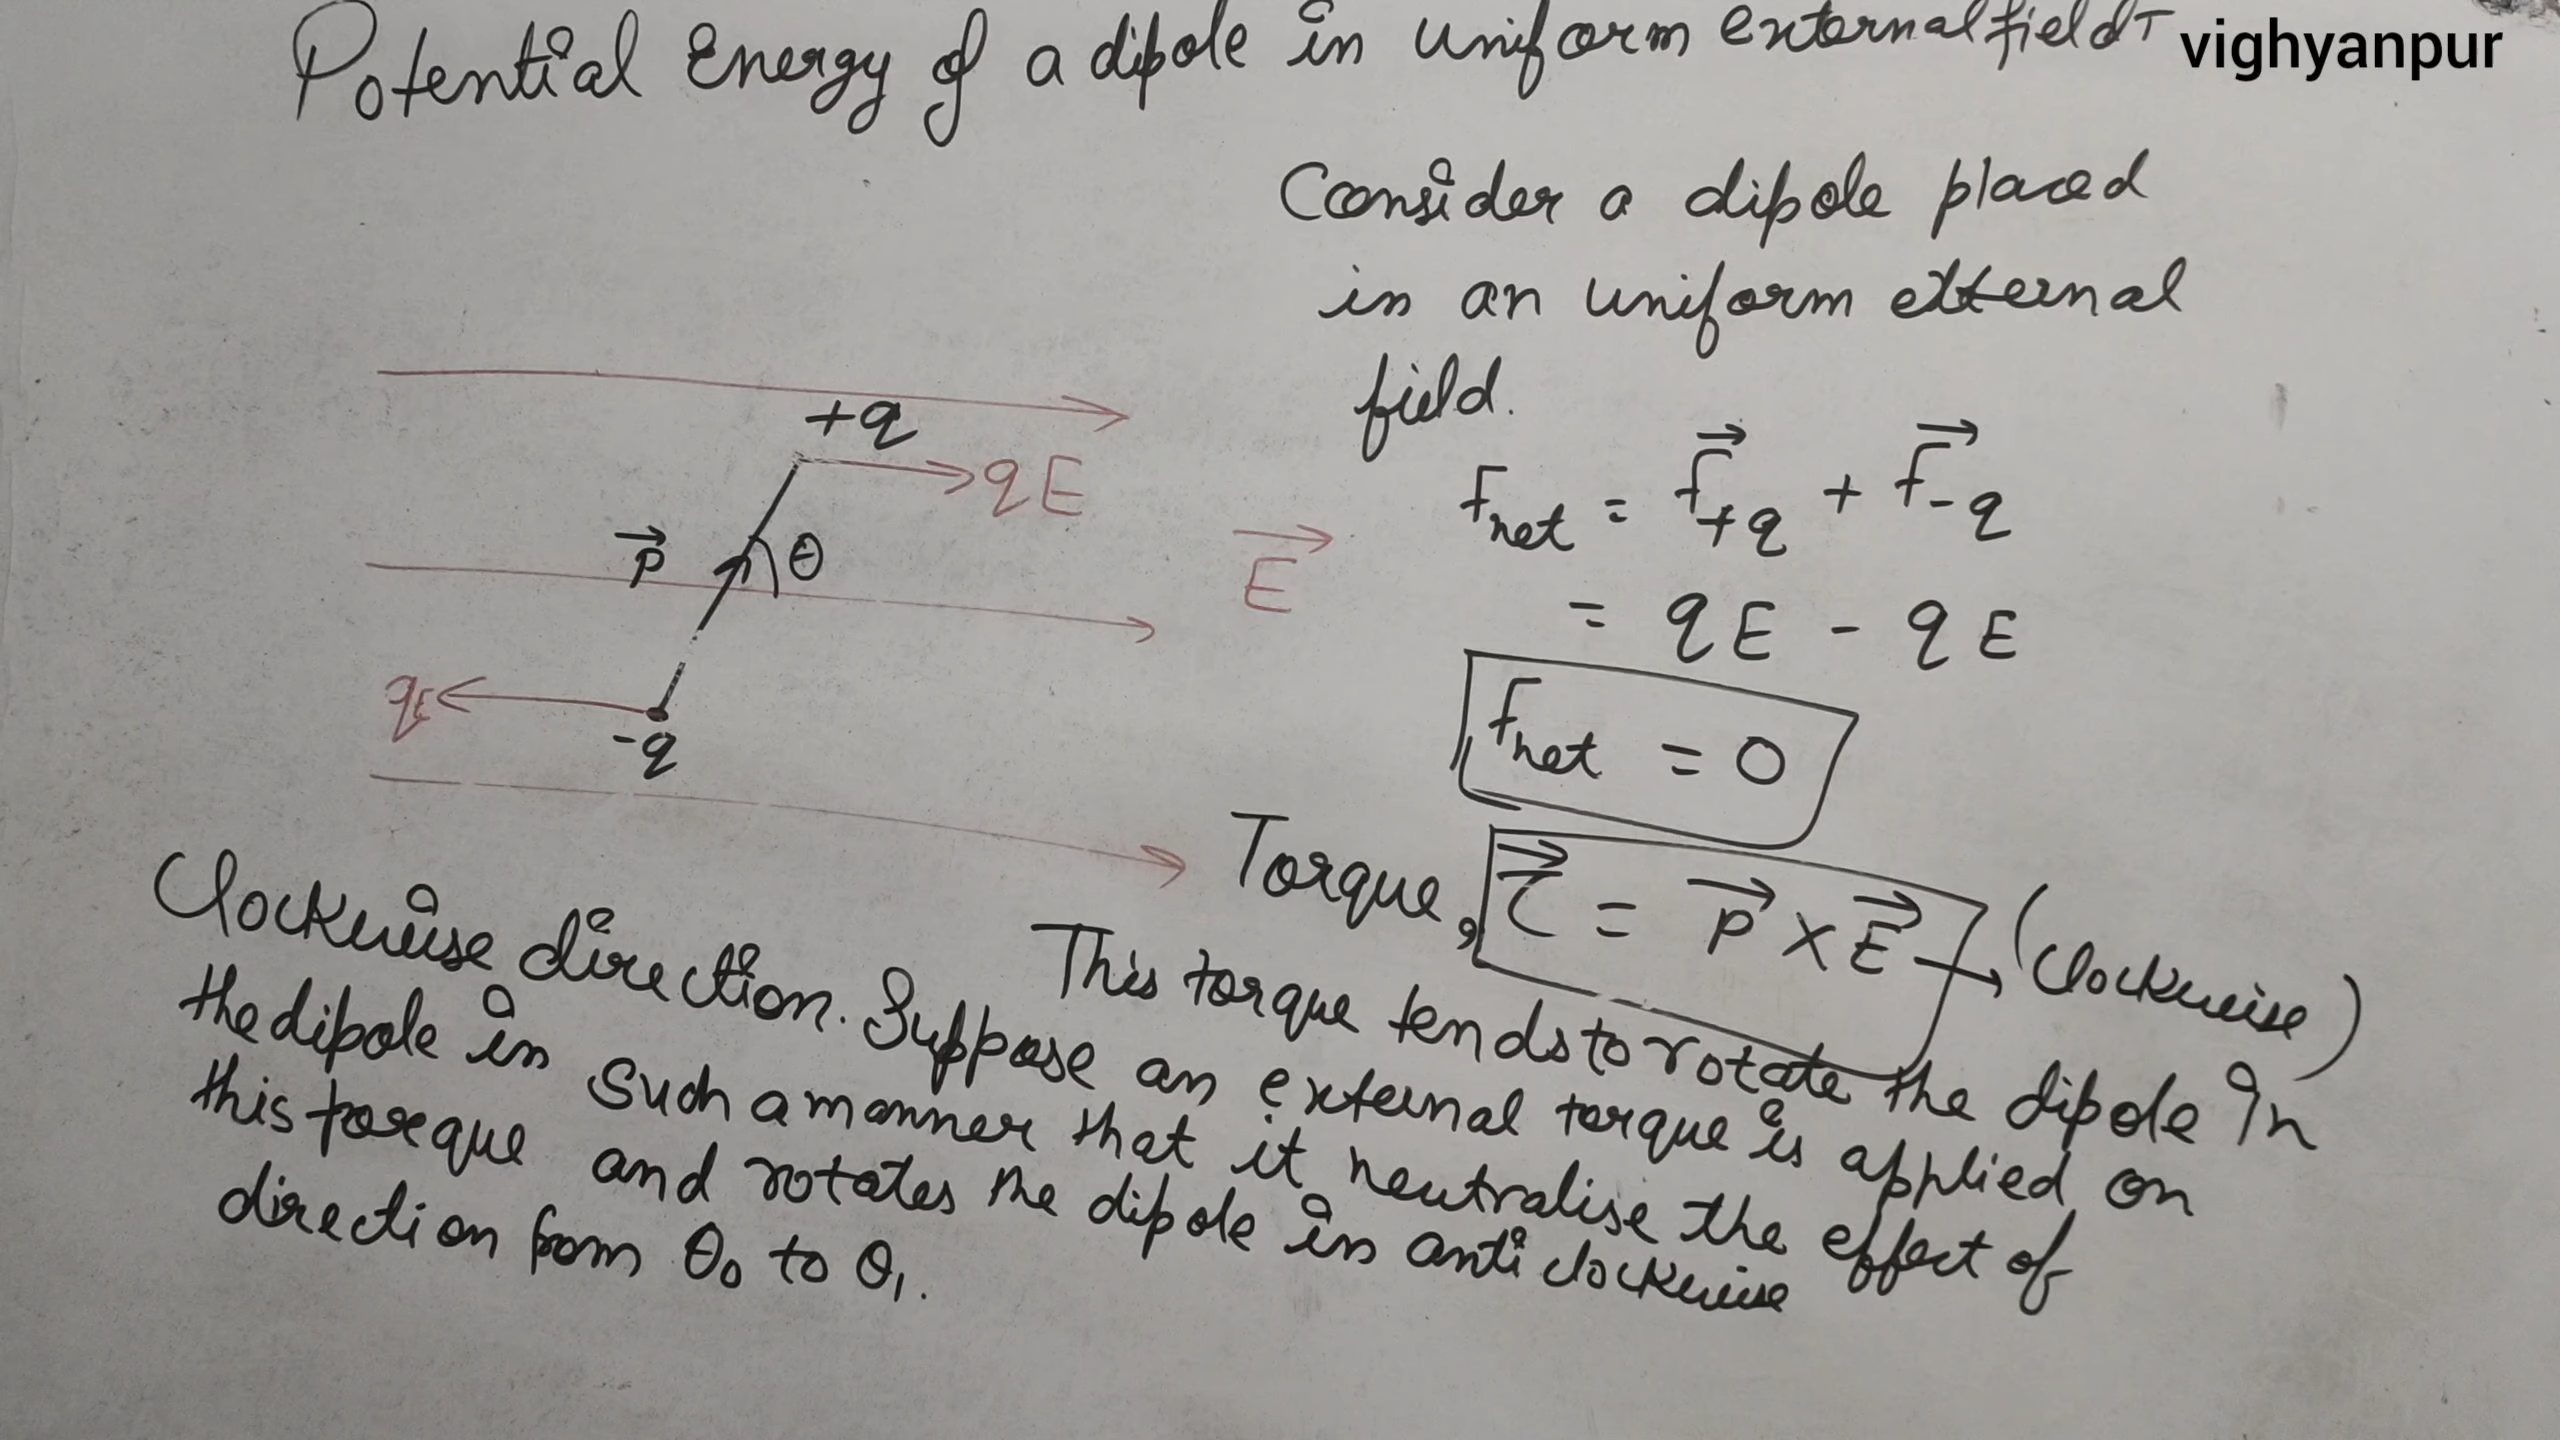 Potential Energy of a dipole in uniform external field-
vighyanpur
Consider a dipole placed
in an uniform external
field.
+q
qE
p⃗
θ
E⃗
qE
-q
Fnet = F⃗+q + F⃗-q
= qE - qE
Fnet = 0
Torque, τ⃗ = p⃗ × E⃗ → (Clockwise)
This torque tends to rotate the dipole in
Clockwise direction. Suppose an external torque is applied on
the dipole in such a manner that it neutralise the effect of
this torque and rotates the dipole in anti clockwise
direction from θ₀ to θ₁.